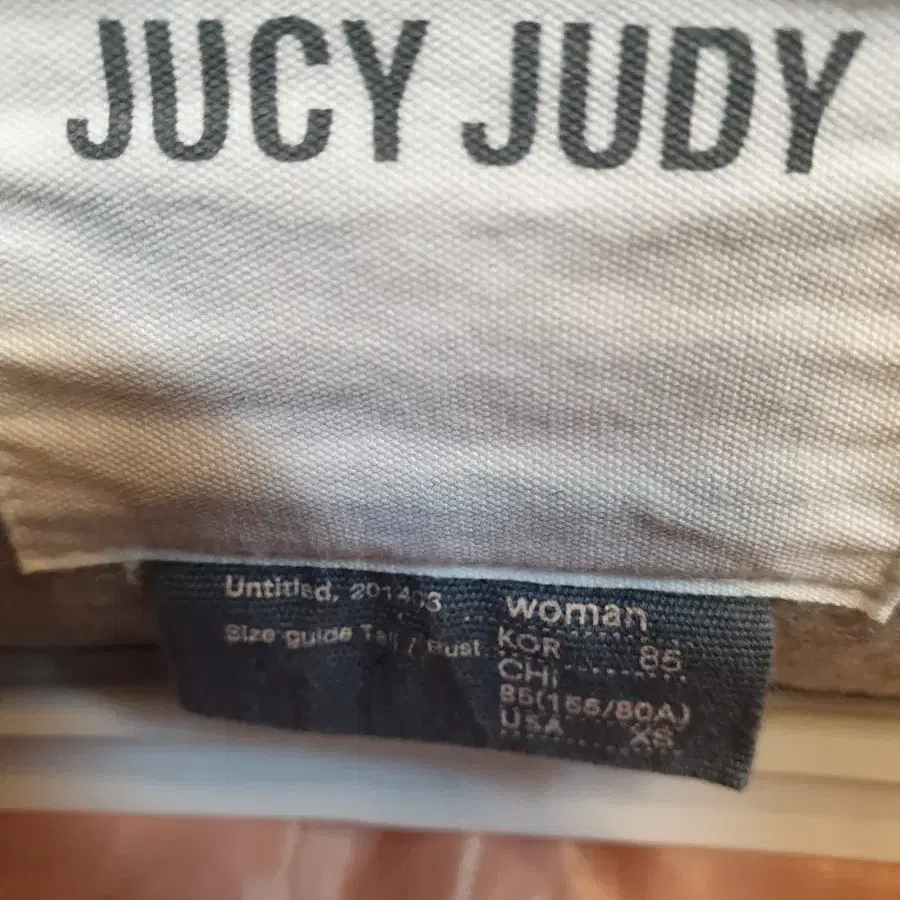 JUCY JUDY
Untitled, 201403
Size guide Tall / Bust
woman
KOR 85
CHI
85(155/80A)
USA XS